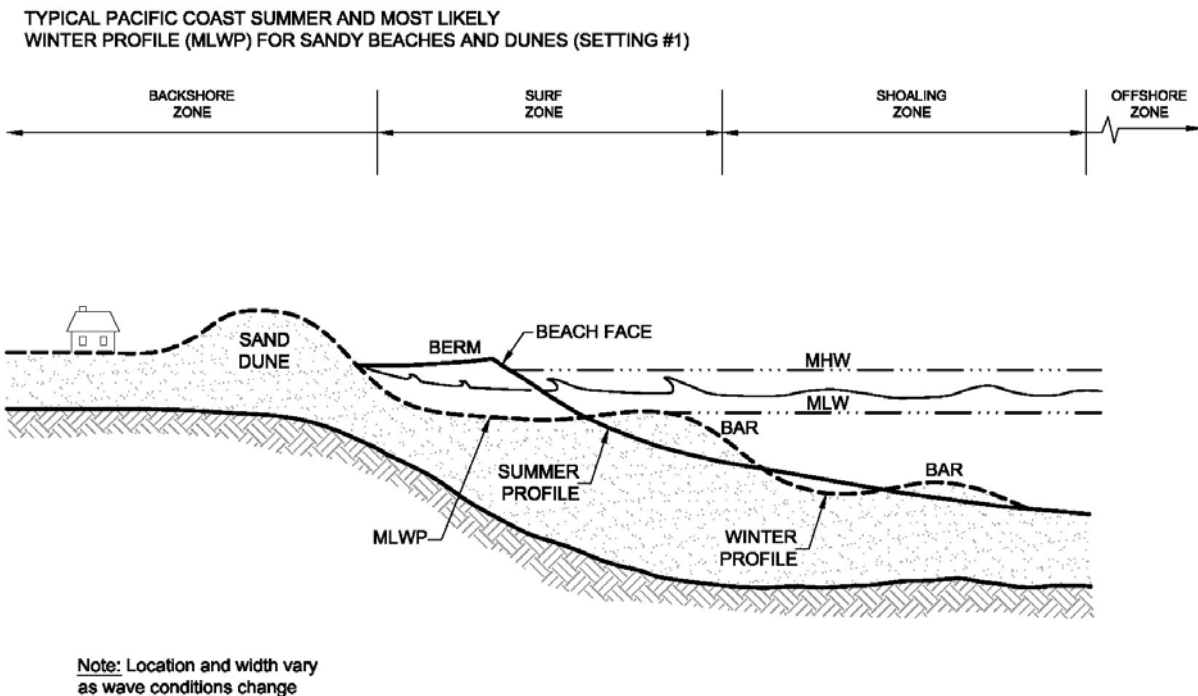 TYPICAL PACIFIC COAST SUMMER AND MOST LIKELY
WINTER PROFILE (MLWP) FOR SANDY BEACHES AND DUNES (SETTING #1)
BACKSHORE
ZONE
SURF
ZONE
SHOALING
ZONE
OFFSHORE
ZONE
SAND
DUNE
BERM
BEACH FACE
MHW
MLW
BAR
BAR
SUMMER
PROFILE
MLWP
WINTER
PROFILE
Note: Location and width vary
as wave conditions change